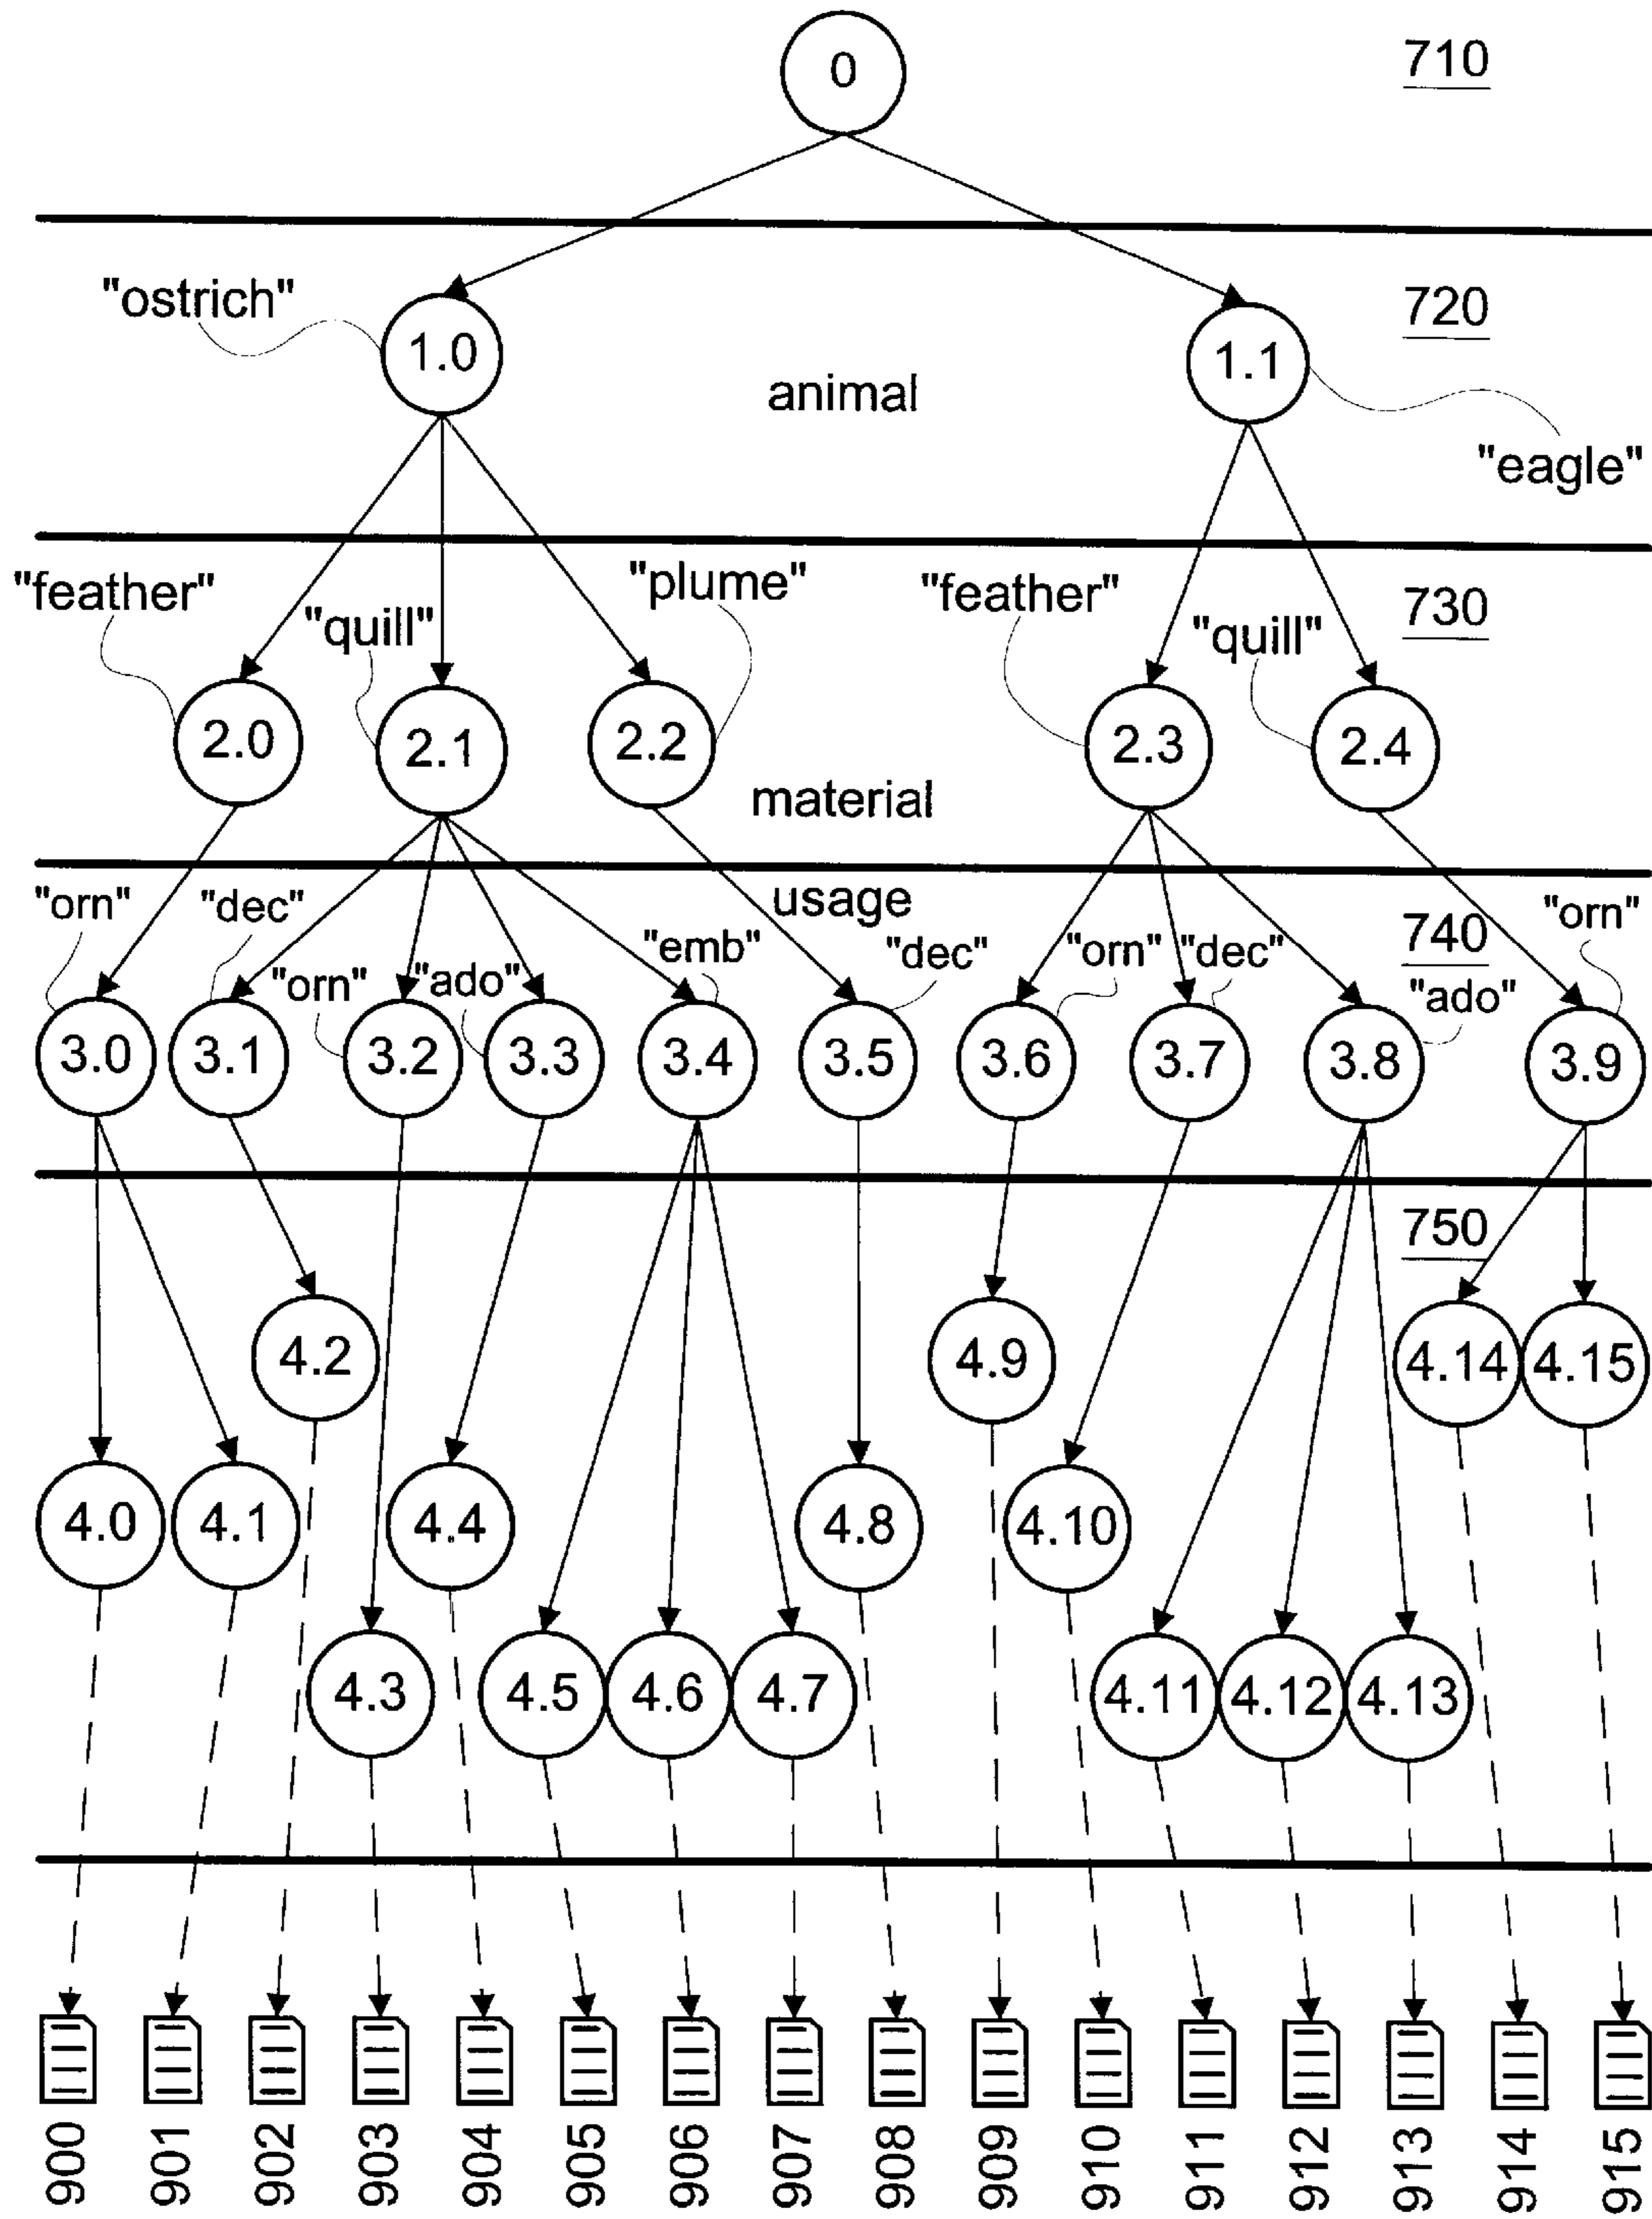 0
710
"ostrich"
1.0
1.1
720
animal
"eagle"
"feather"
"quill"
"plume"
"feather"
"quill"
730
2.0
2.1
2.2
2.3
2.4
material
usage
"orn"
"dec"
"orn"
"ado"
"emb"
"dec"
"orn"
"dec"
740
"ado"
"orn"
3.0
3.1
3.2
3.3
3.4
3.5
3.6
3.7
3.8
3.9
750
4.2
4.9
4.14
4.15
4.0
4.1
4.4
4.8
4.10
4.3
4.5
4.6
4.7
4.11
4.12
4.13
900
901
902
903
904
905
906
907
908
909
910
911
912
913
914
915